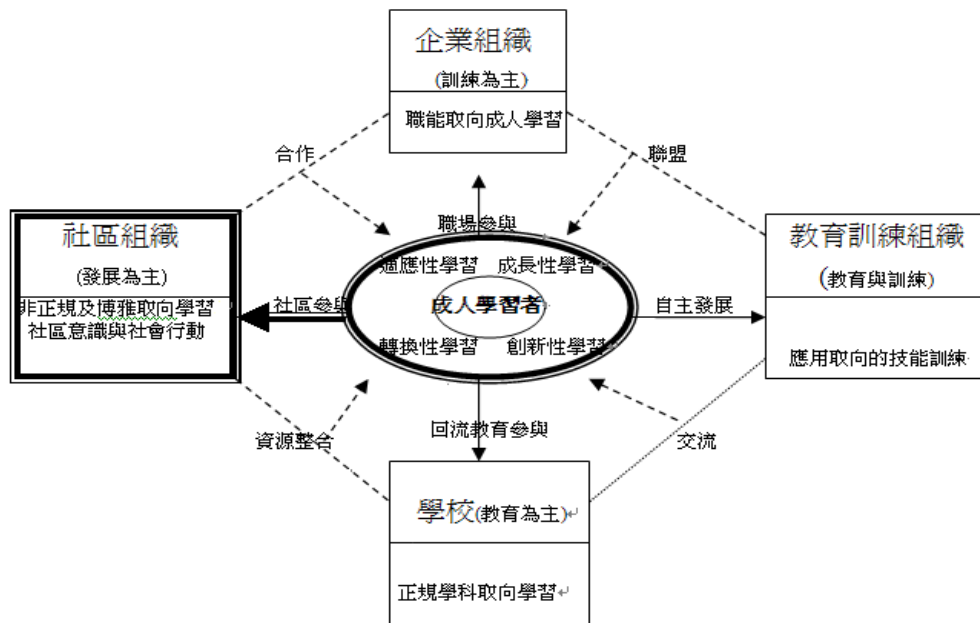 企業組織
(訓練為主)
職能取向成人學習
合作
聯盟
職場參與
社區組織
(發展為主)
非正規及博雅取向學習
社區意識與社會行動
社區參與
適應性學習 成長性學習
成人學習者
轉換性學習 創新性學習
自主發展
教育訓練組織
(教育與訓練)
應用取向的技能訓練
資源整合
回流教育參與
交流
學校(教育為主)
正規學科取向學習